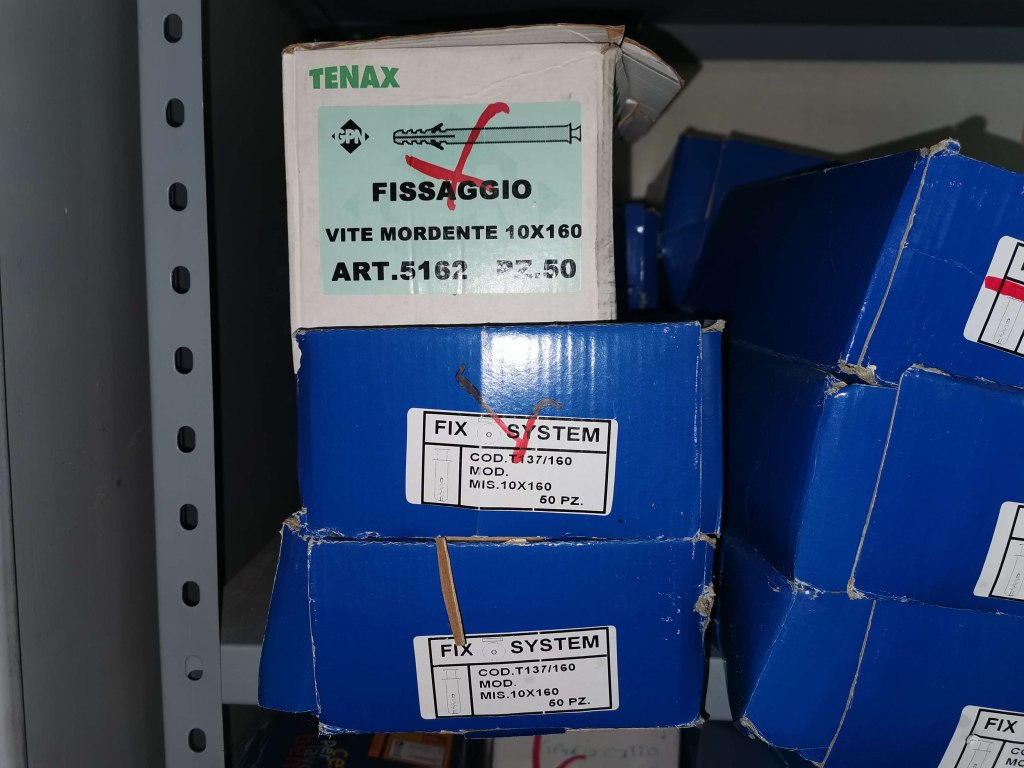 TENAX
GPN
FISSAGGIO
VITE MORDENTE 10X160
ART.5162 PZ.50
FIX SYSTEM
COD.T137/160
MOD.
MIS.10X160
50 PZ.
FIX SYSTEM
COD.T137/160
MOD.
MIS.10X160
50 PZ.
FIX